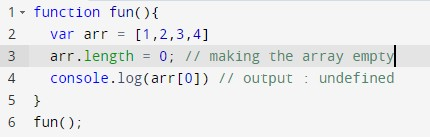 1 function fun(){
2 var arr = [1,2,3,4]
3 arr.length = 0; // making the array empty
4 console.log(arr[0]) // output : undefined
5 }
6 fun();